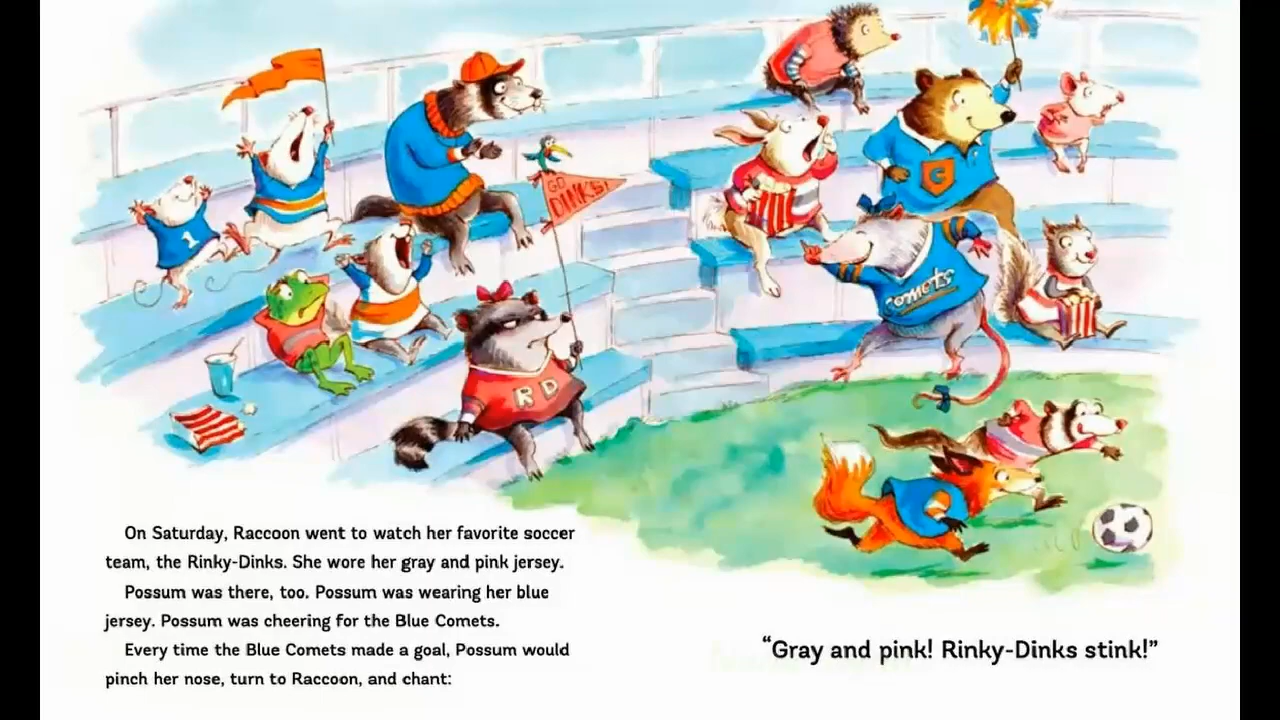 GO
DINKS!
1
C
R D
Comets
On Saturday, Raccoon went to watch her favorite soccer
team, the Rinky-Dinks. She wore her gray and pink jersey.
Possum was there, too. Possum was wearing her blue
jersey. Possum was cheering for the Blue Comets.
Every time the Blue Comets made a goal, Possum would
pinch her nose, turn to Raccoon, and chant:
“Gray and pink! Rinky-Dinks stink!”